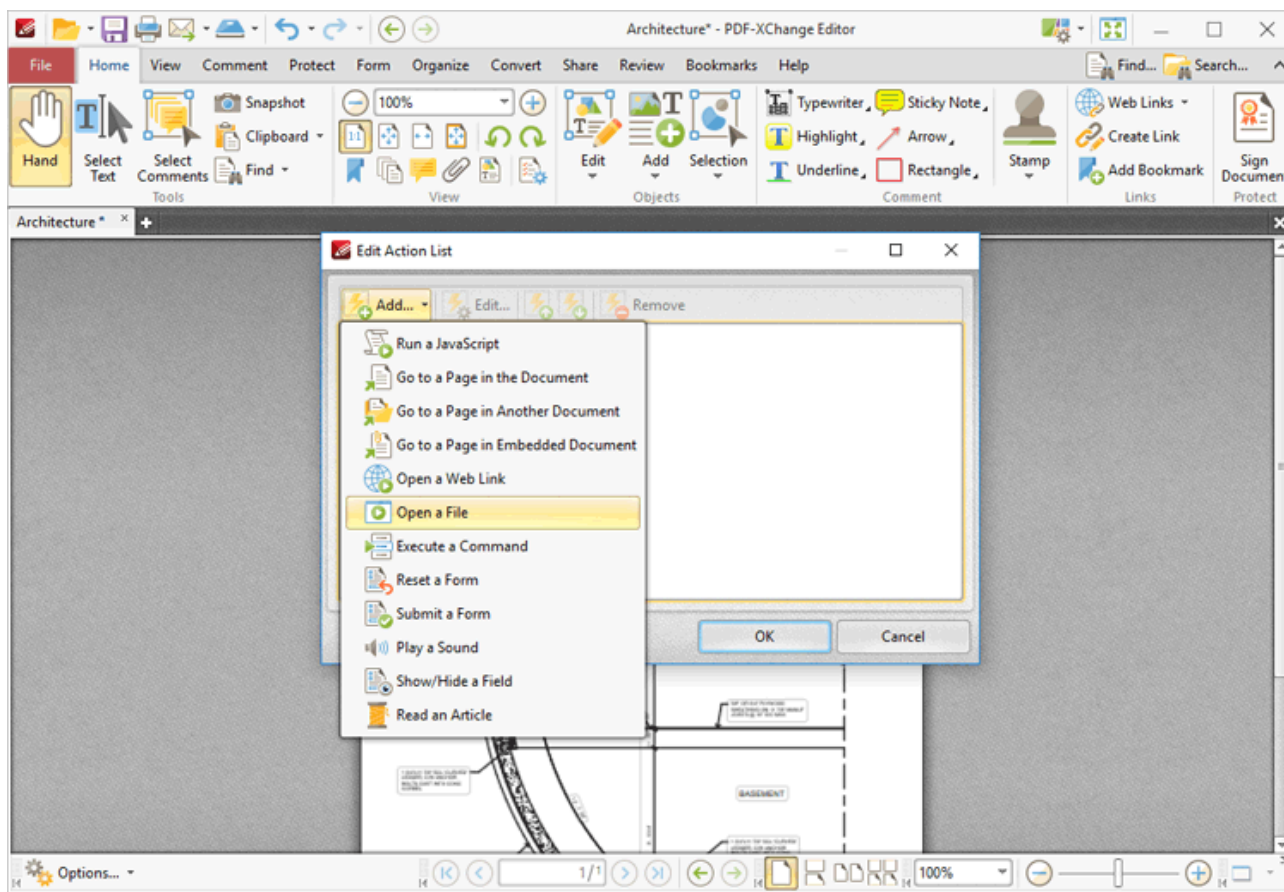 Architecture* - PDF-XChange Editor
File Home View Comment Protect Form Organize Convert Share Review Bookmarks Help Find... Search...
Hand
Select Text
Select Comments
Snapshot
Clipboard
Find
Tools
100%
View
Edit
Add
Selection
Objects
Typewriter
Sticky Note
Highlight
Arrow
Underline
Rectangle
Comment
Stamp
Web Links
Create Link
Add Bookmark
Links
Sign
Documen
Protect
Architecture *
Edit Action List
Add... Edit... Remove
Run a JavaScript
Go to a Page in the Document
Go to a Page in Another Document
Go to a Page in Embedded Document
Open a Web Link
Open a File
Execute a Command
Reset a Form
Submit a Form
Play a Sound
Show/Hide a Field
Read an Article
OK Cancel
BASEMENT
Options... 1/1 100%